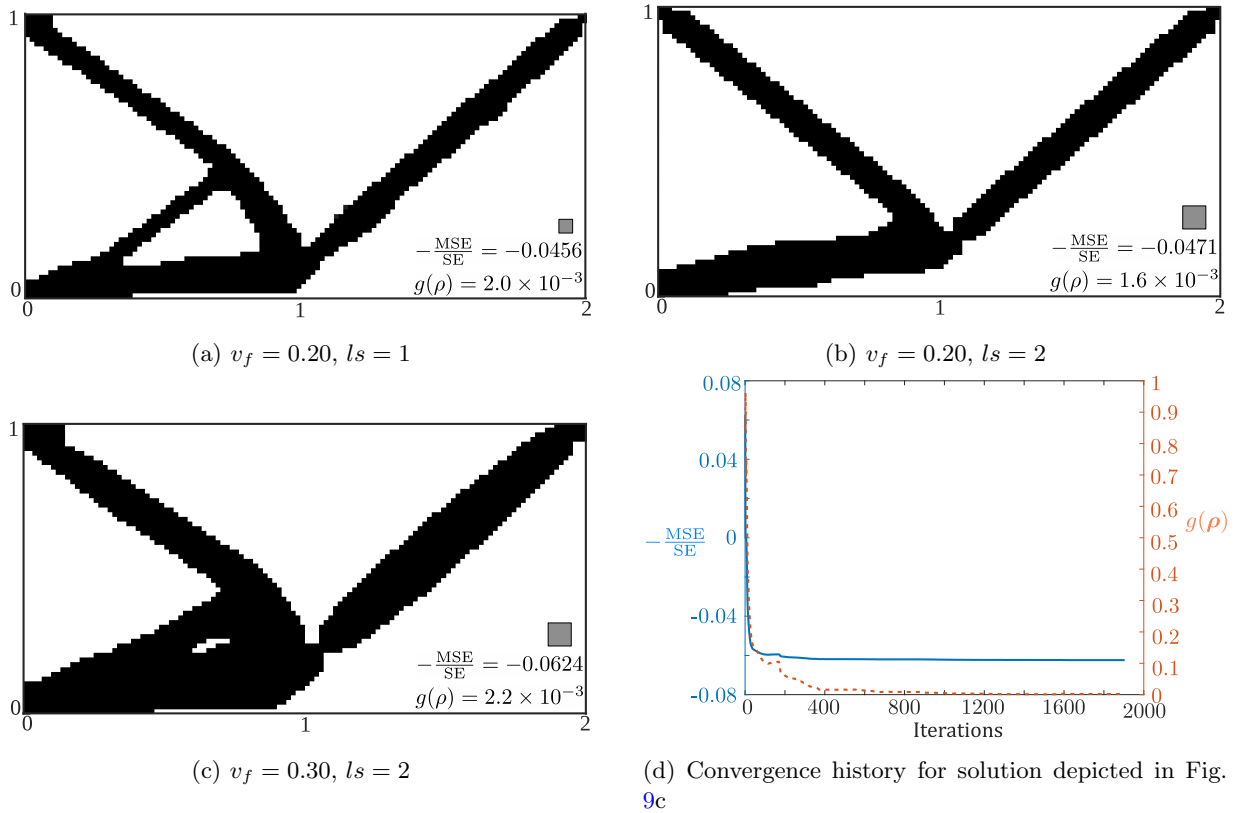 1
0
0
1
2
−MSE/SE = −0.0456
g(ρ) = 2.0 × 10⁻³
(a) v_f = 0.20, ls = 1
1
0
0
1
2
−MSE/SE = −0.0471
g(ρ) = 1.6 × 10⁻³
(b) v_f = 0.20, ls = 2
1
0
0
1
2
−MSE/SE = −0.0624
g(ρ) = 2.2 × 10⁻³
(c) v_f = 0.30, ls = 2
0.08
0.04
0
-0.04
-0.08
−MSE/SE
1
0.9
0.8
0.7
0.6
0.5
0.4
0.3
0.2
0.1
0
g(ρ)
0 400 800 1200 1600 2000
Iterations
(d) Convergence history for solution depicted in Fig.
9c